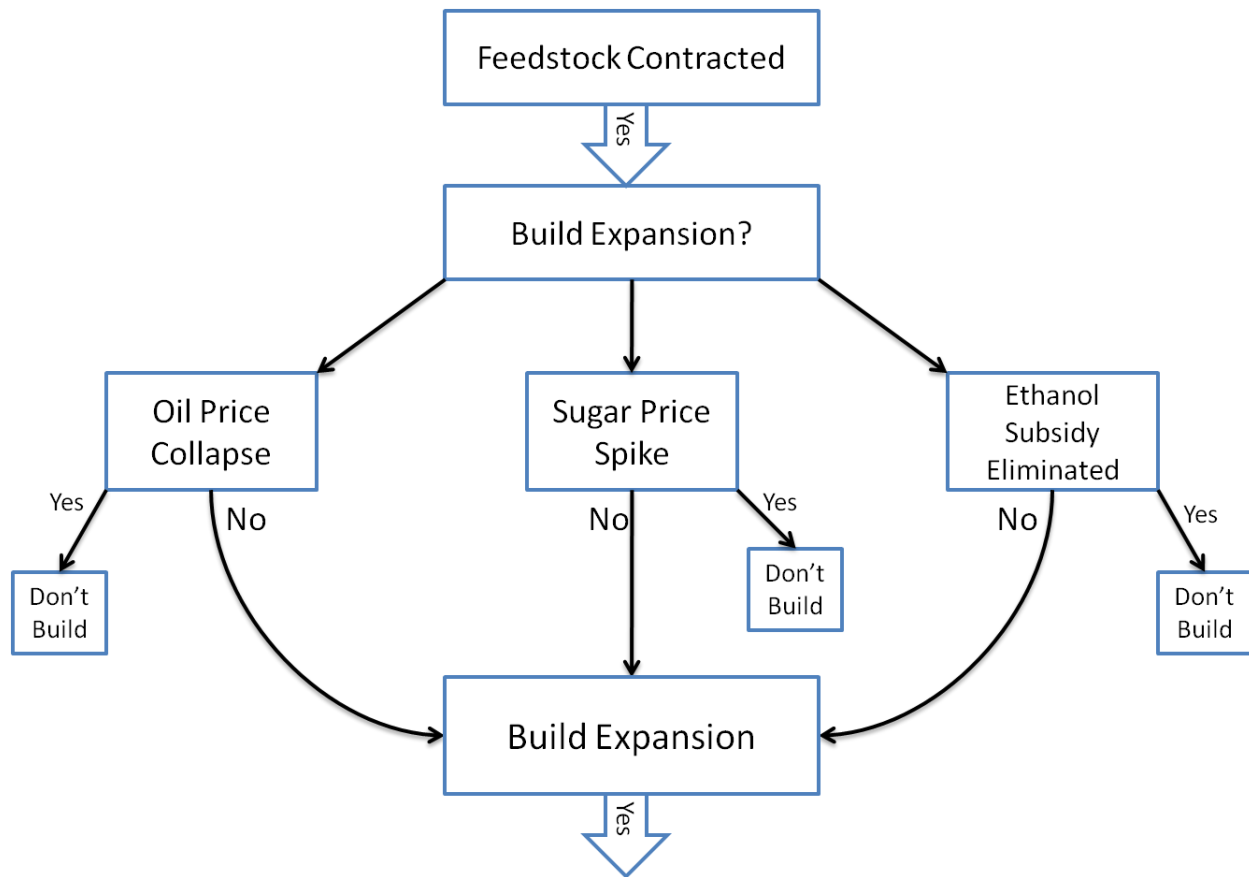 Feedstock Contracted
Yes
Build Expansion?
Oil Price
Collapse
Sugar Price
Spike
Ethanol
Subsidy
Eliminated
Yes
No
No
Yes
No
Yes
Don’t
Build
Don’t
Build
Don’t
Build
Build Expansion
Yes